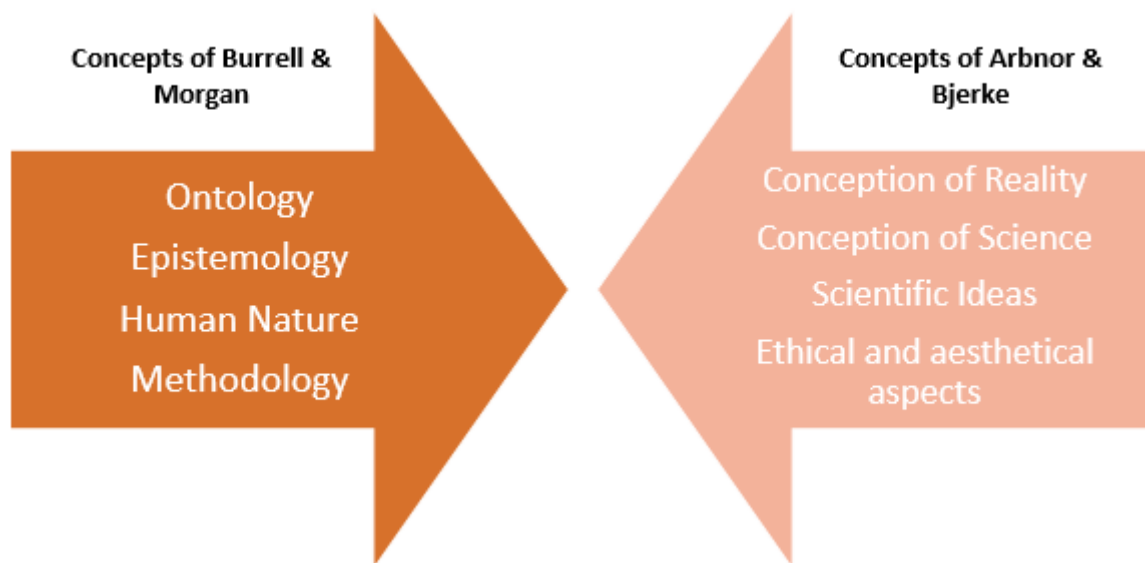 Concepts of Burrell &
Morgan
Ontology
Epistemology
Human Nature
Methodology
Concepts of Arbnor &
Bjerke
Conception of Reality
Conception of Science
Scientific Ideas
Ethical and aesthetical
aspects